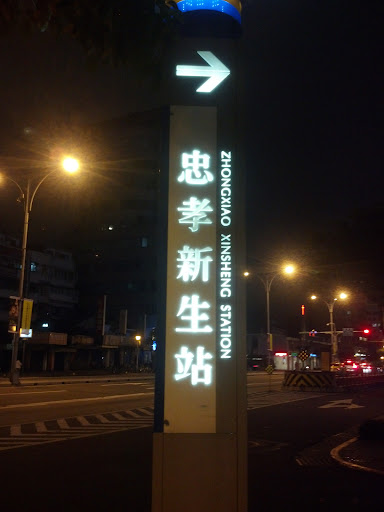 忠孝新生站
ZHONGXIAO XINSHENG STATION